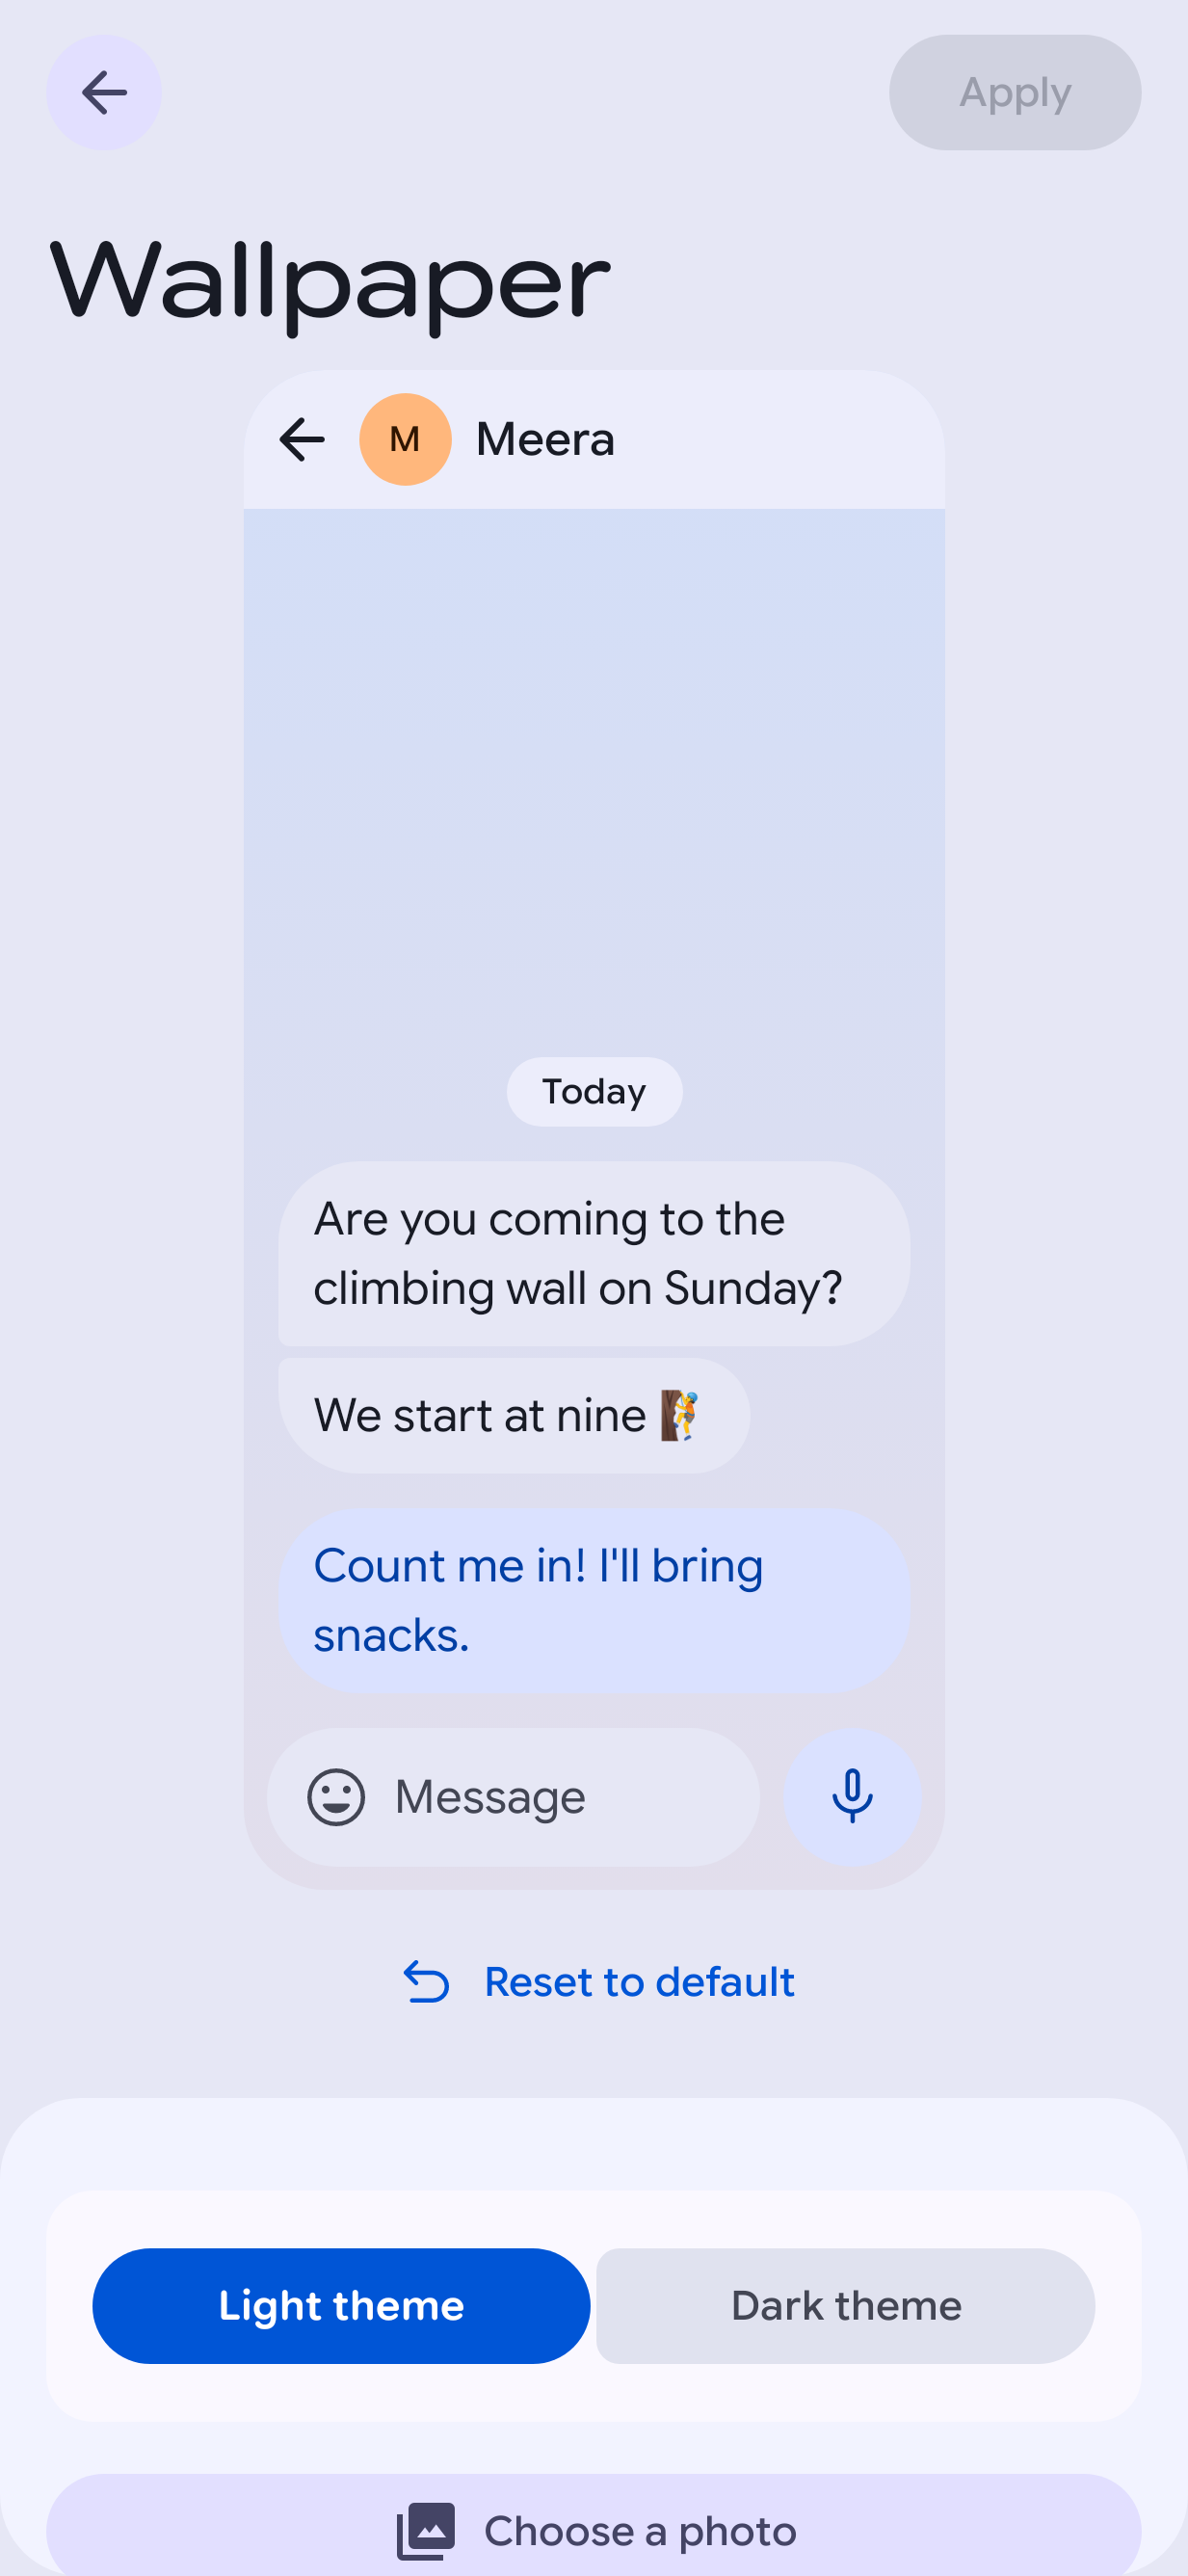 Apply
Wallpaper
M
Meera
Today
Are you coming to the
climbing wall on Sunday?
We start at nine 🧗
Count me in! I'll bring
snacks.
Message
Reset to default
Light theme
Dark theme
Choose a photo